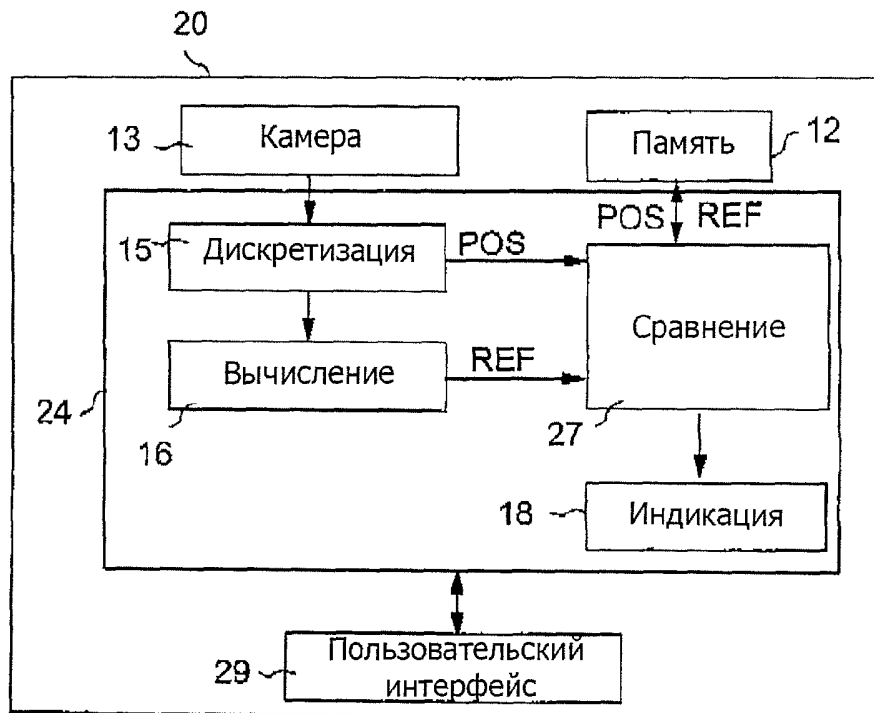 20
13
Камера
Память
12
POS
REF
15
Дискретизация
POS
Сравнение
Вычисление
REF
24
16
27
18
Индикация
29
Пользовательский
интерфейс